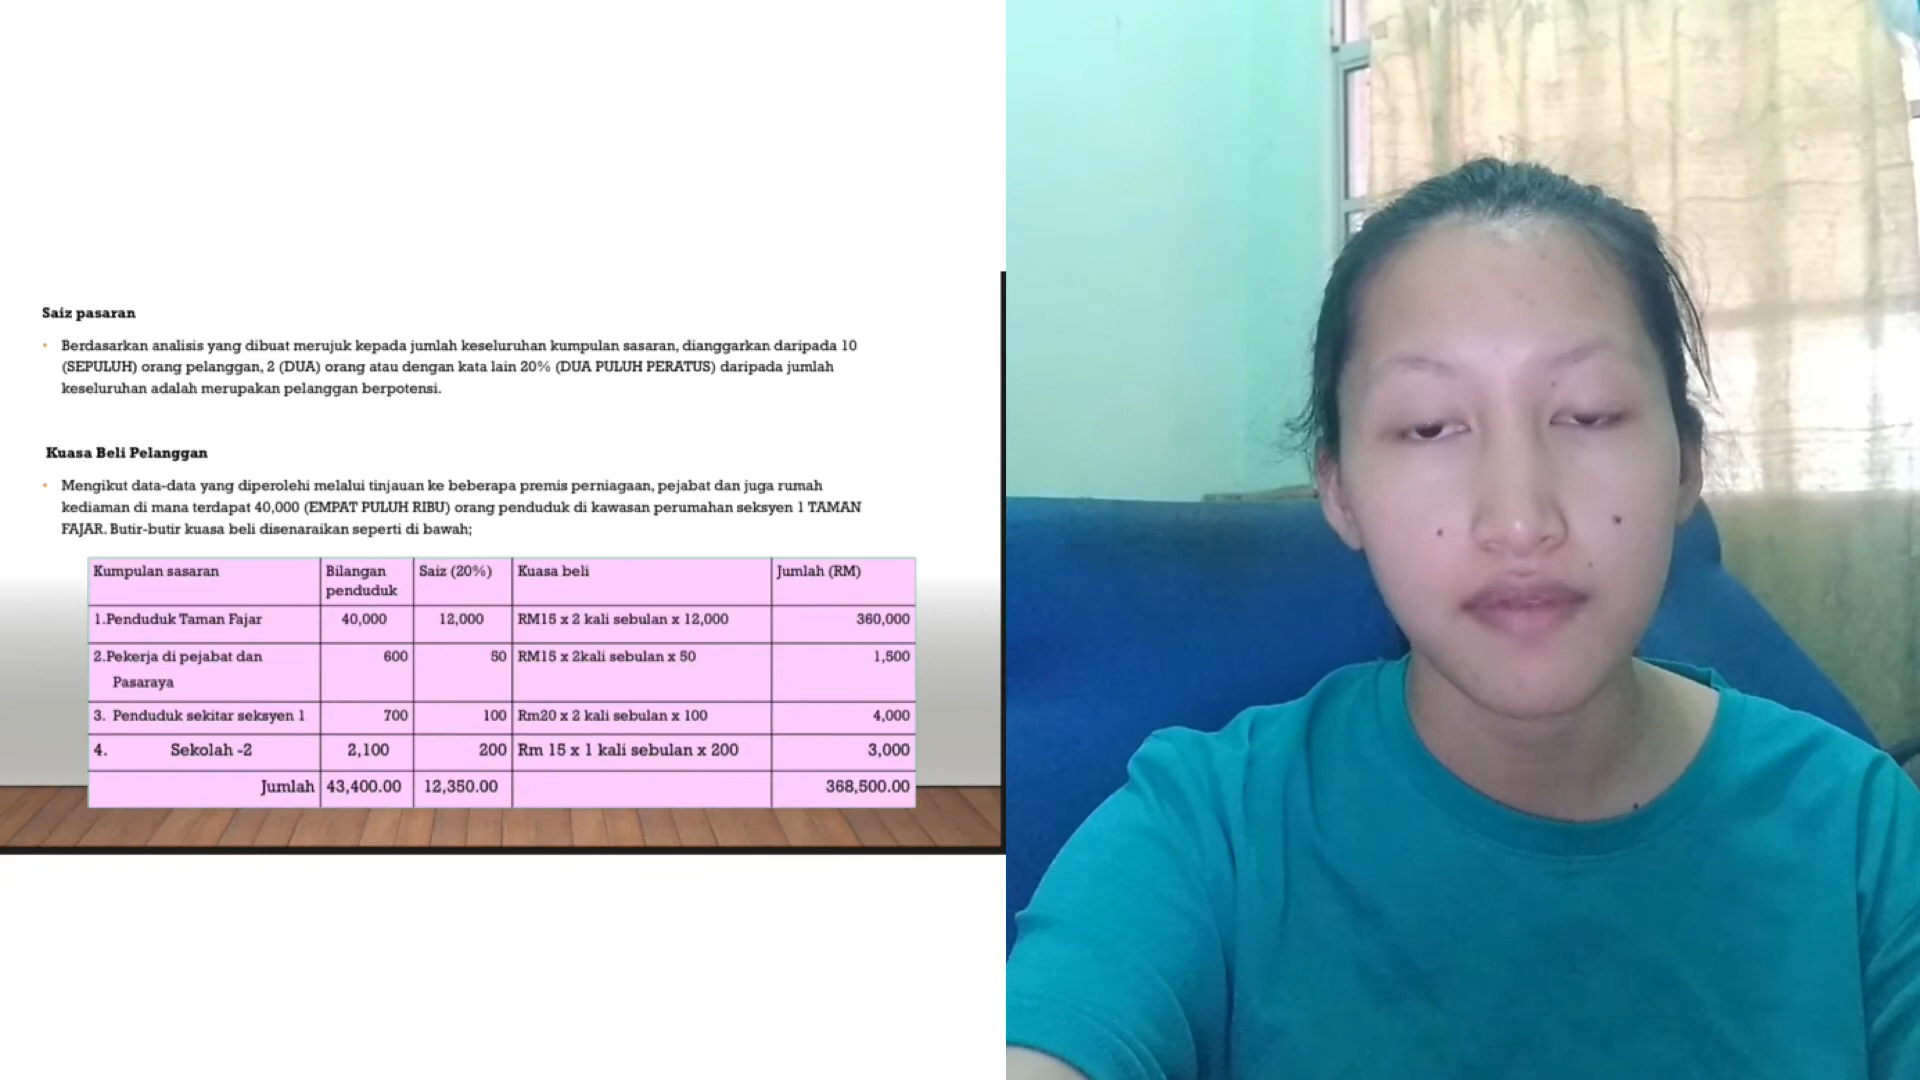 Saiz pasaran
• Berdasarkan analisis yang dibuat merujuk kepada jumlah keseluruhan kumpulan sasaran, dianggarkan daripada 10
(SEPULUH) orang pelanggan, 2 (DUA) orang atau dengan kata lain 20% (DUA PULUH PERATUS) daripada jumlah
keseluruhan adalah merupakan pelanggan berpotensi.
Kuasa Beli Pelanggan
• Mengikut data-data yang diperolehi melalui tinjauan ke beberapa premis perniagaan, pejabat dan juga rumah
kediaman di mana terdapat 40,000 (EMPAT PULUH RIBU) orang penduduk di kawasan perumahan seksyen 1 TAMAN
FAJAR. Butir-butir kuasa beli disenaraikan seperti di bawah;
Kumpulan sasaran Bilangan penduduk Saiz (20%) Kuasa beli Jumlah (RM)
1.Penduduk Taman Fajar 40,000 12,000 RM15 x 2 kali sebulan x 12,000 360,000
2.Pekerja di pejabat dan Pasaraya 600 50 RM15 x 2kali sebulan x 50 1,500
3. Penduduk sekitar seksyen 1 700 100 Rm20 x 2 kali sebulan x 100 4,000
4. Sekolah -2 2,100 200 Rm 15 x 1 kali sebulan x 200 3,000
Jumlah 43,400.00 12,350.00 368,500.00